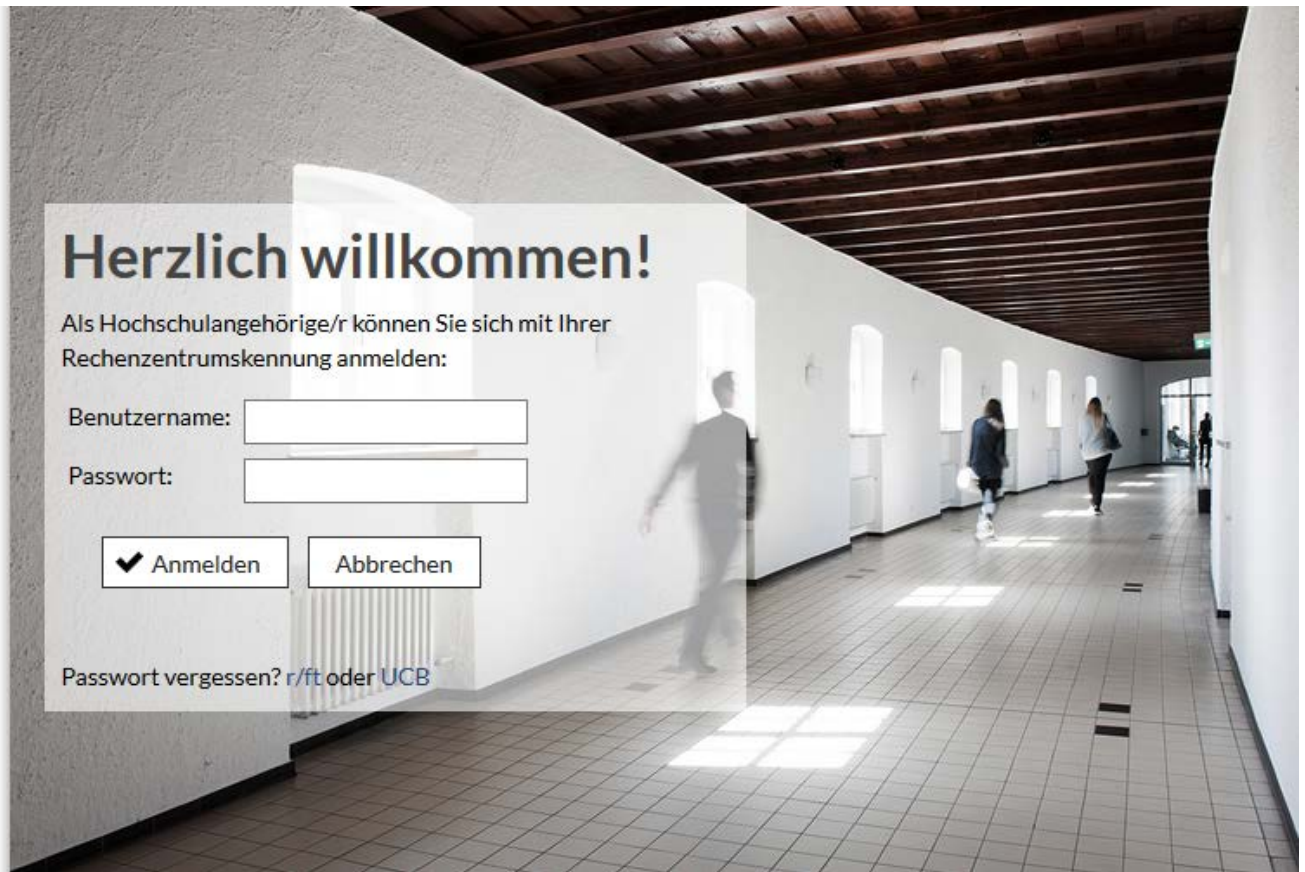 Herzlich willkommen!
Als Hochschulangehörige/r können Sie sich mit Ihrer
Rechenzentrumskennung anmelden:
Benutzername:
Passwort:
✔ Anmelden Abbrechen
Passwort vergessen? r/ft oder UCB